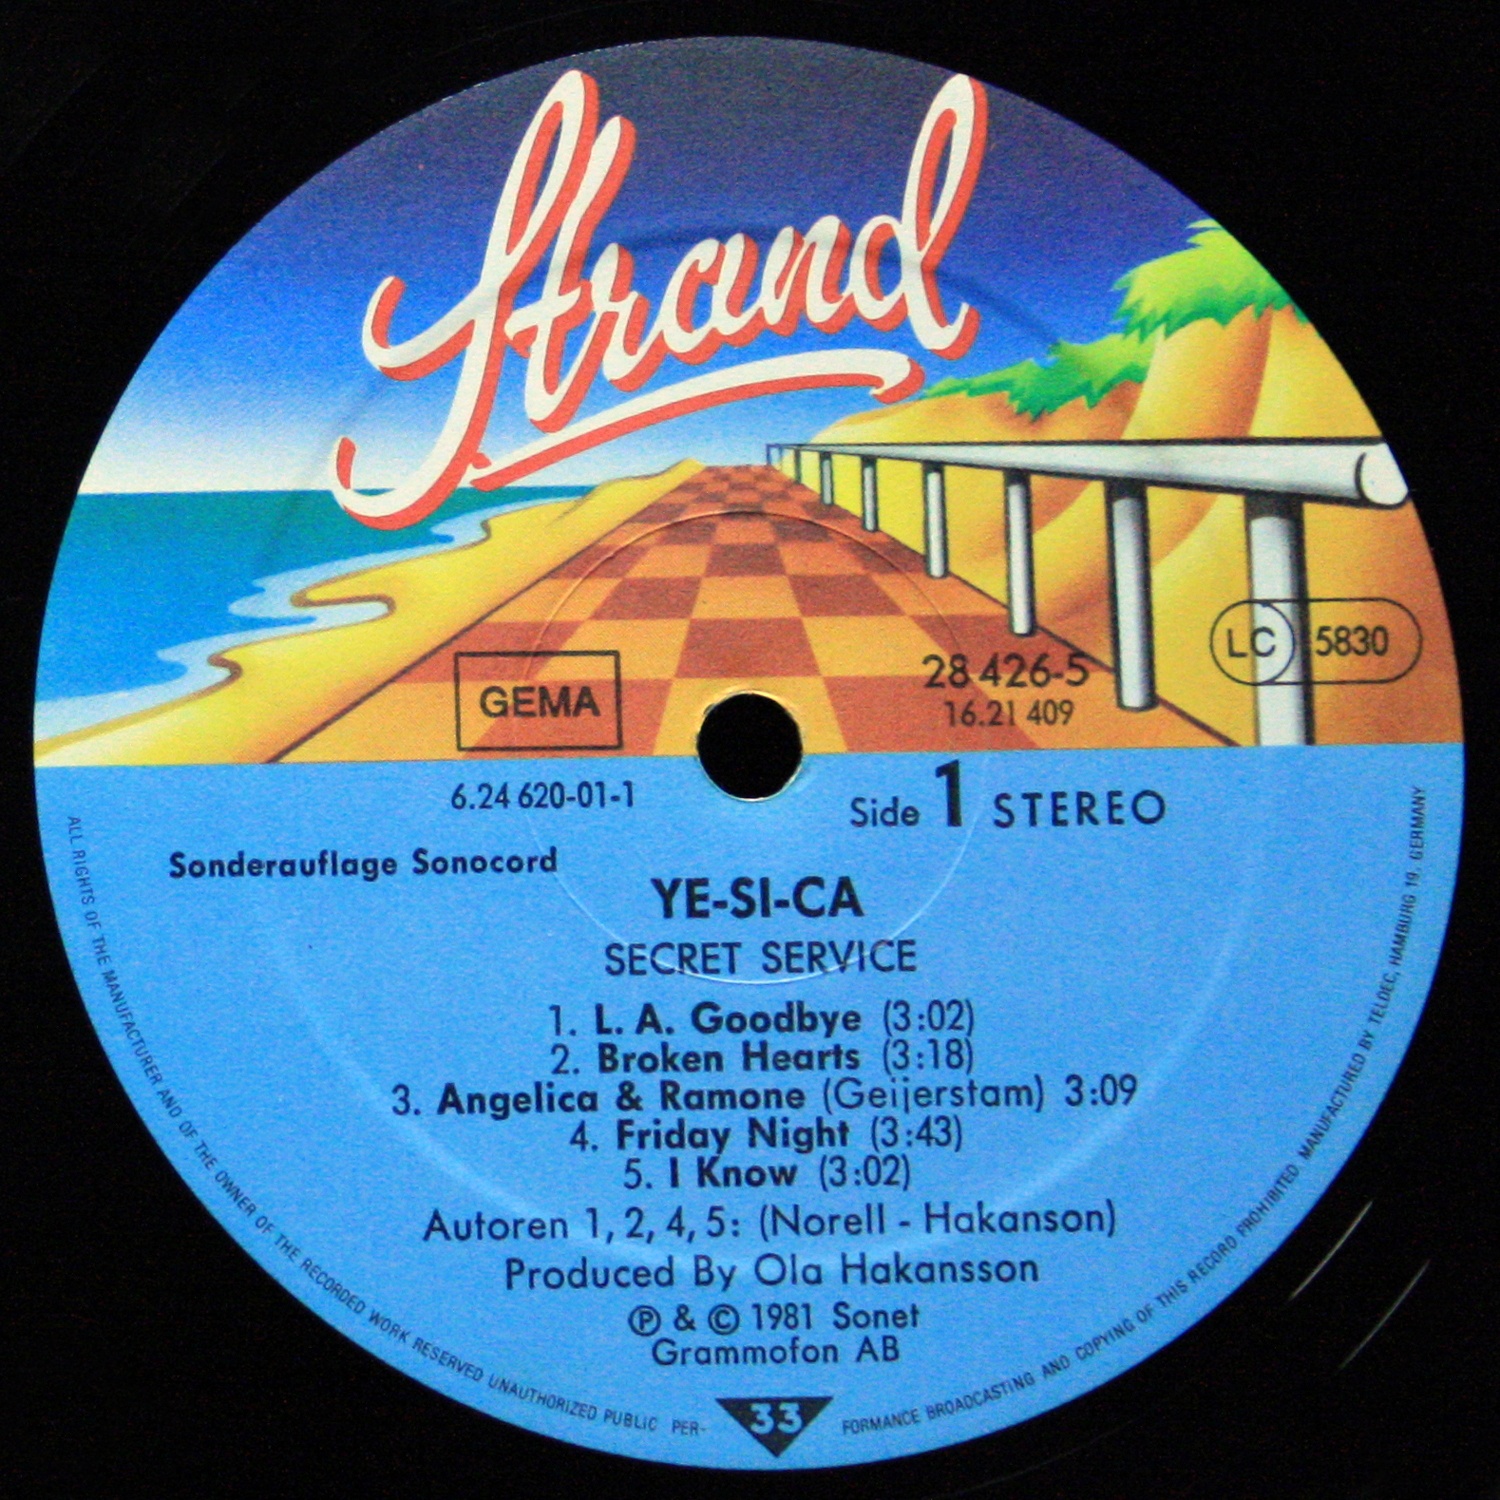 Strand
GEMA
28 426-5
16.21 409
LC 5830
6.24 620-01-1
Side 1 STEREO
Sonderauflage Sonocord
YE-SI-CA
SECRET SERVICE
1. L. A. Goodbye (3:02)
2. Broken Hearts (3:18)
3. Angelica & Ramone (Geijerstam) 3:09
4. Friday Night (3:43)
5. I Know (3:02)
Autoren 1, 2, 4, 5: (Norell - Hakanson)
Produced By Ola Hakansson
Ⓟ & © 1981 Sonet
Grammofon AB
33
ALL RIGHTS OF THE MANUFACTURER AND OF THE OWNER OF THE RECORDED WORK RESERVED UNAUTHORIZED PUBLIC PER-
FORMANCE BROADCASTING AND COPYING OF THIS RECORD PROHIBITED MANUFACTURED BY TELDEC, HAMBURG 19, GERMANY